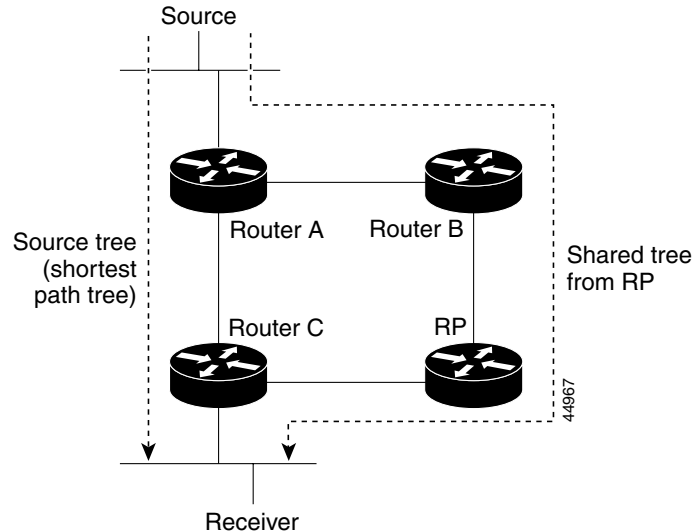 Source
Router A
Router B
Source tree
(shortest
path tree)
Shared tree
from RP
Router C
RP
44967
Receiver